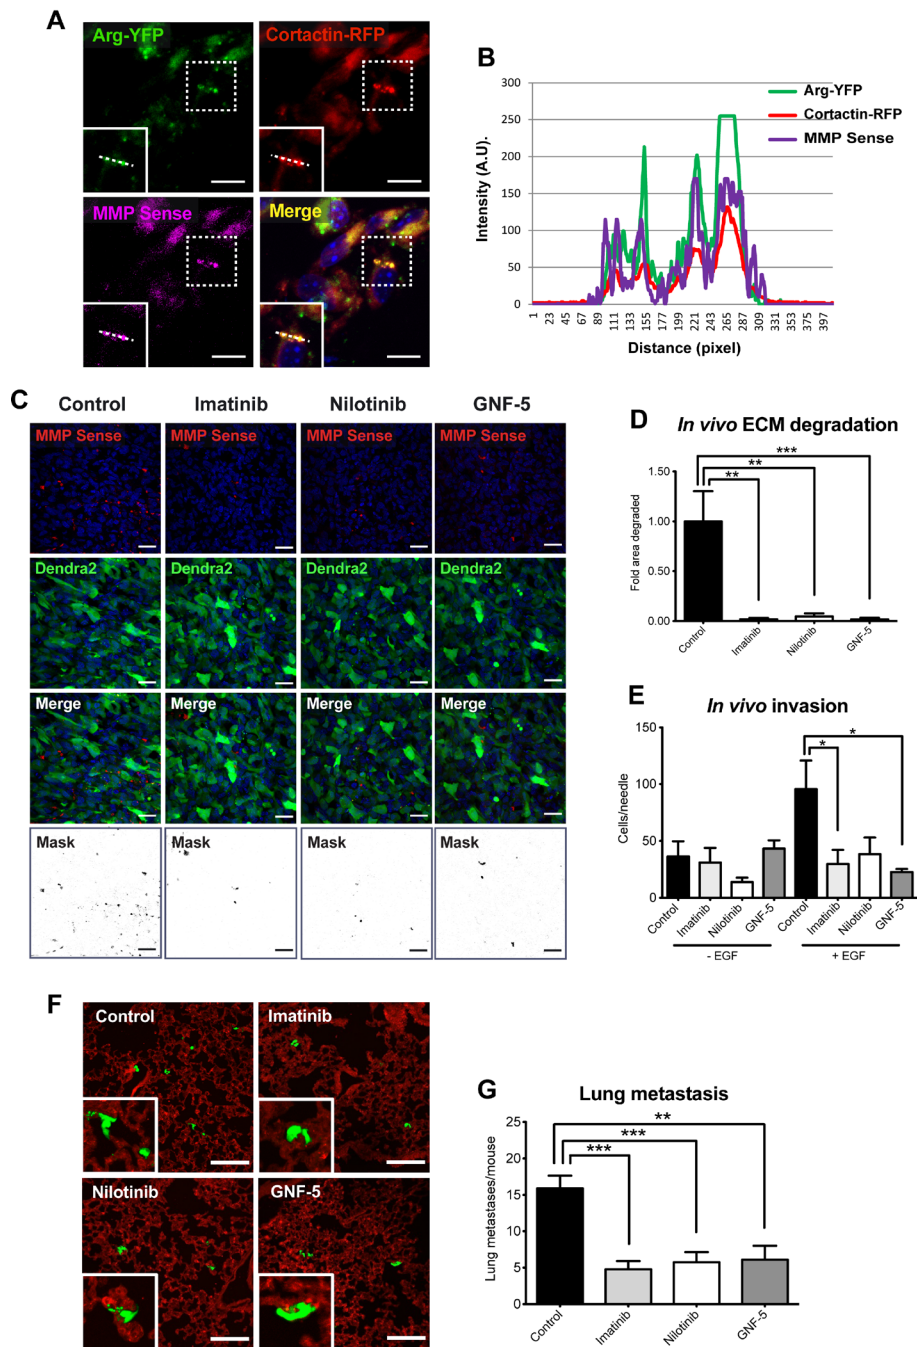 A
Arg-YFP
Cortactin-RFP
MMP Sense
Merge
B
300
250
200
150
100
50
0
Arg-YFP
Cortactin-RFP
MMP Sense
Intensity (A.U).
1 23 45 67 89 111 133 155 177 199 221 243 265 287 309 331 353 375 397
Distance (pixel)
C
Control Imatinib Nilotinib GNF-5
MMP Sense MMP Sense MMP Sense MMP Sense
Dendra2 Dendra2 Dendra2 Dendra2
Merge Merge Merge Merge
Mask Mask Mask Mask
D
In vivo ECM degradation
***
**
**
1.50
1.00
0.50
0.00
Fold area degraded
Control Imatinib Nilotinib GNF-5
E
In vivo invasion
*
*
150
100
50
0
Cells/needle
Control Imatinib Nilotinib GNF-5 Control Imatinib Nilotinib GNF-5
- EGF + EGF
F
Control Imatinib
Nilotinib GNF-5
G
Lung metastasis
**
***
***
25
20
15
10
5
0
Lung metastases/mouse
Control Imatinib Nilotinib GNF-5